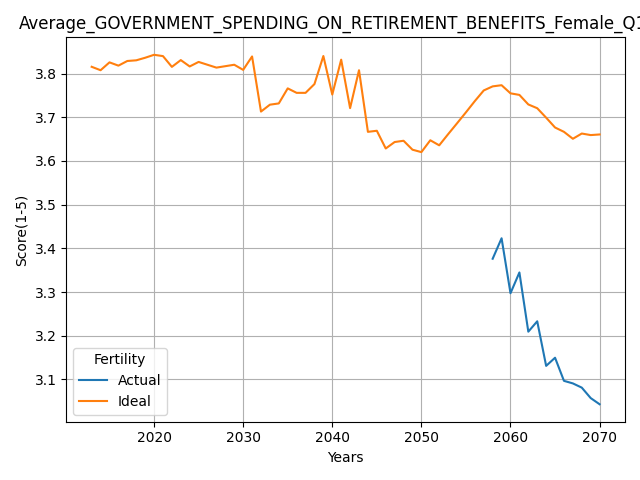 Average_GOVERNMENT_SPENDING_ON_RETIREMENT_BENEFITS_Female_Q1
Score(1-5)
3.8
3.7
3.6
3.5
3.4
3.3
3.2
3.1
Fertility
Actual
Ideal
2020 2030 2040 2050 2060 2070
Years